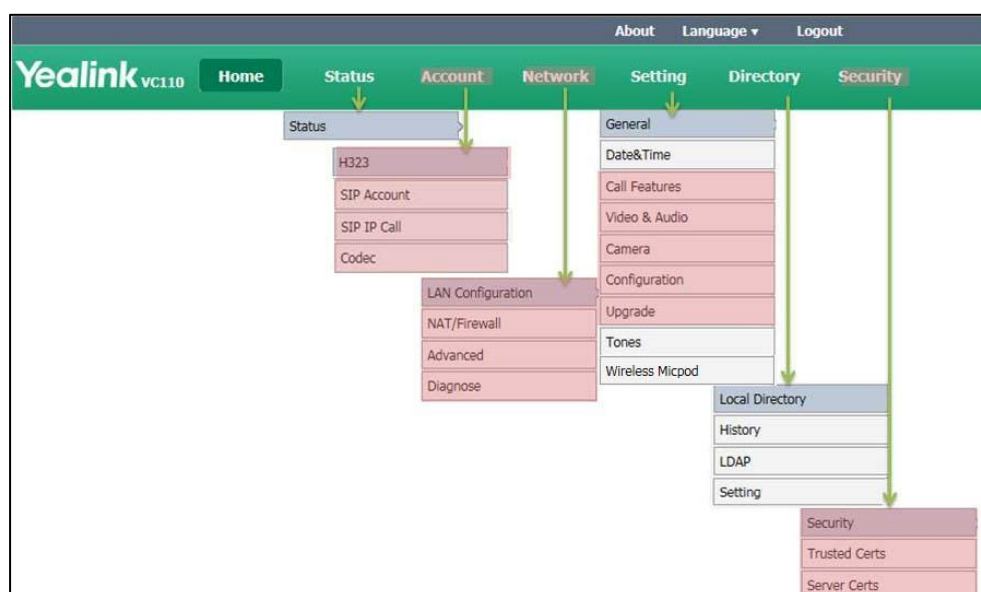 About Language ▾ Logout
Yealink VC110 Home Status Account Network Setting Directory Security
Status
H323
SIP Account
SIP IP Call
Codec
LAN Configuration
NAT/Firewall
Advanced
Diagnose
General
Date&Time
Call Features
Video & Audio
Camera
Configuration
Upgrade
Tones
Wireless Micpod
Local Directory
History
LDAP
Setting
Security
Trusted Certs
Server Certs